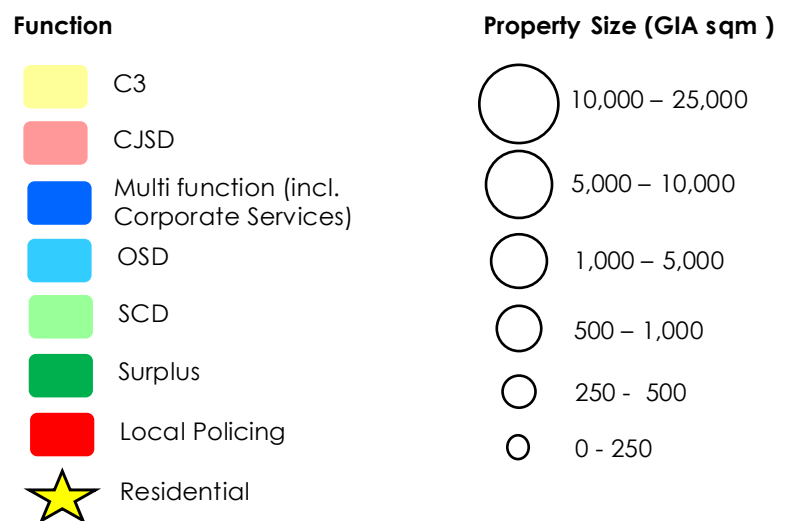 Function
C3
CJSD
Multi function (incl.
Corporate Services)
OSD
SCD
Surplus
Local Policing
Residential
Property Size (GIA sqm )
10,000 – 25,000
5,000 – 10,000
1,000 – 5,000
500 – 1,000
250 - 500
0 - 250